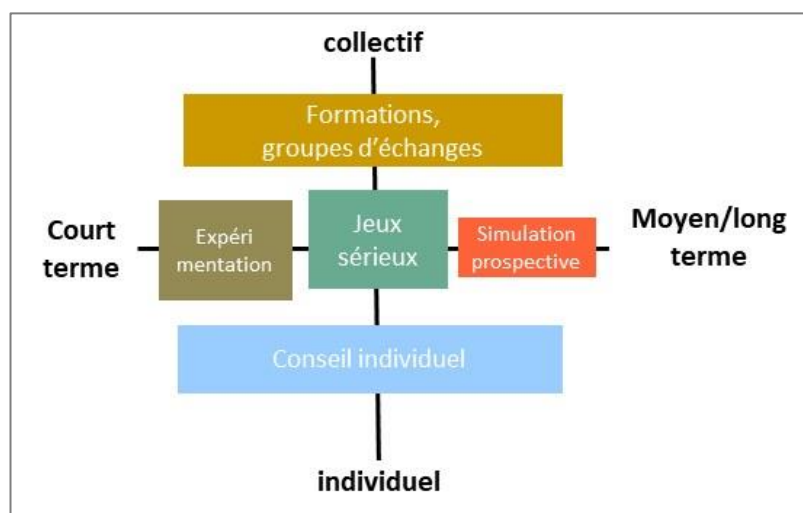 collectif
Formations,
groupes d'échanges
Court
terme
Expéri
mentation
Jeux
sérieux
Simulation
prospective
Moyen/long
terme
Conseil individuel
individuel